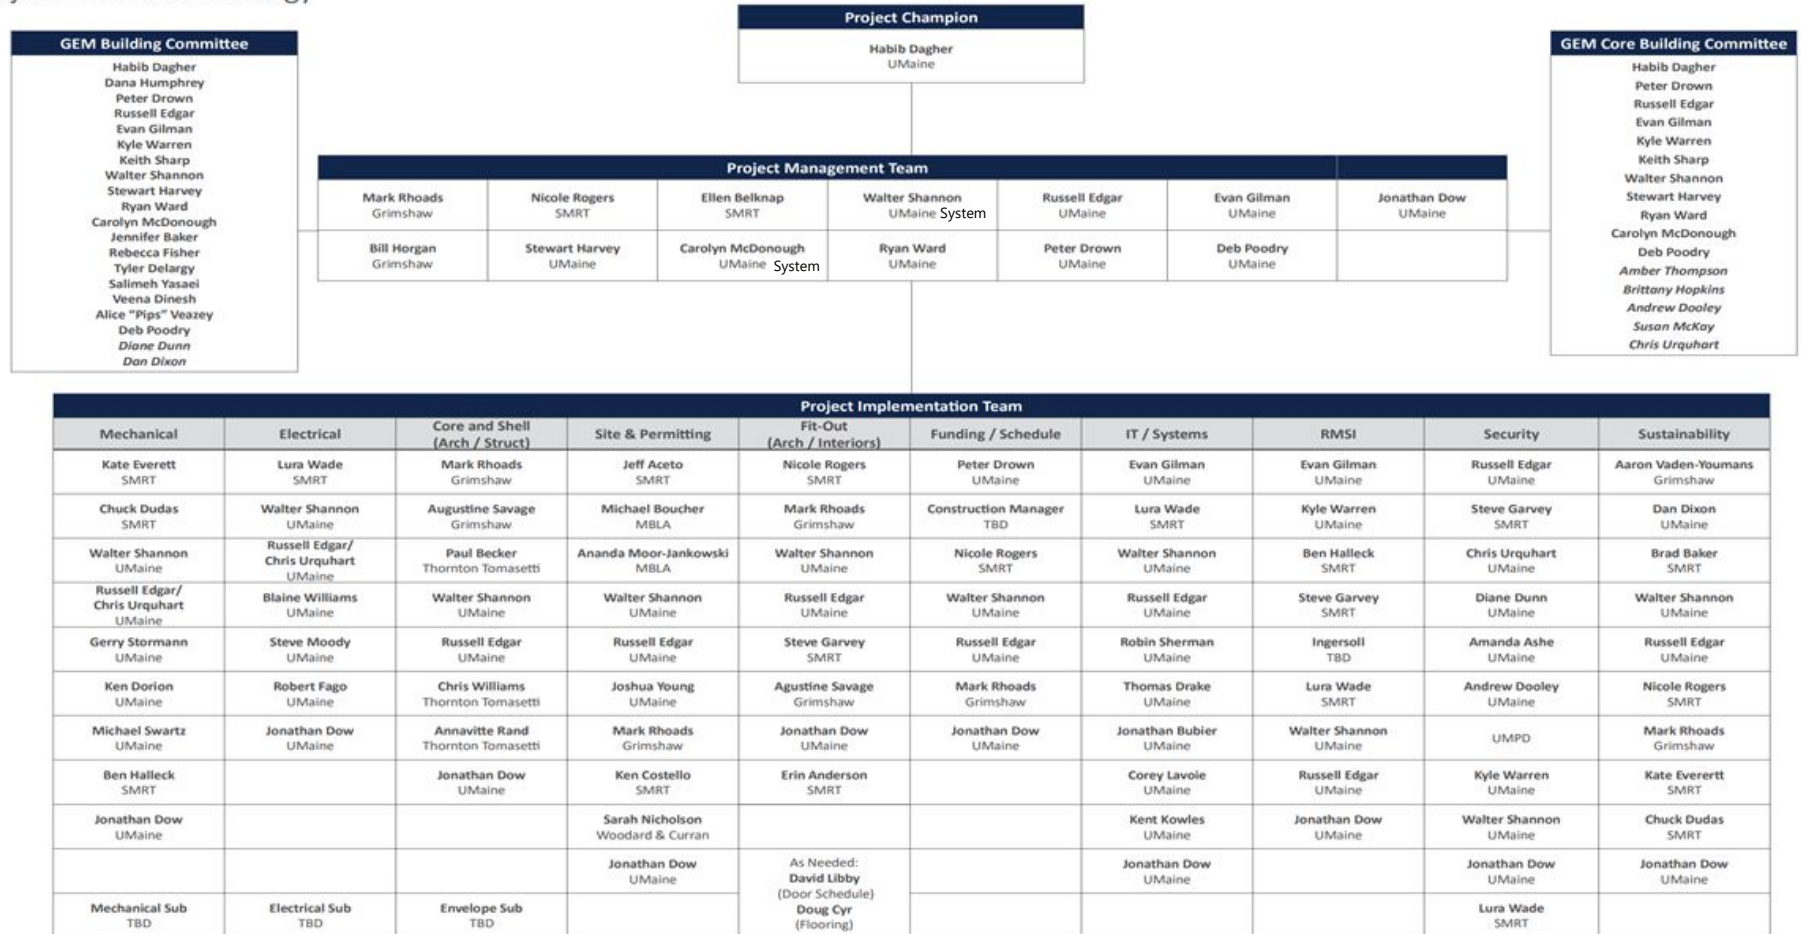 Project Champion
Habib Dagher
UMaine
GEM Building Committee
Habib Dagher
Dana Humphrey
Peter Drown
Russell Edgar
Evan Gilman
Kyle Warren
Keith Sharp
Walter Shannon
Stewart Harvey
Ryan Ward
Carolyn McDonough
Jennifer Baker
Rebecca Fisher
Tyler Delargy
Salimeh Yasaei
Veena Dinesh
Alice “Pips” Veazey
Deb Poodry
Diane Dunn
Dan Dixon
GEM Core Building Committee
Habib Dagher
Peter Drown
Russell Edgar
Evan Gilman
Kyle Warren
Keith Sharp
Walter Shannon
Stewart Harvey
Ryan Ward
Carolyn McDonough
Deb Poodry
Amber Thompson
Brittany Hopkins
Andrew Dooley
Susan McKay
Chris Urquhart
Project Management Team
Mark Rhoads Nicole Rogers Ellen Belknap Walter Shannon Russell Edgar Evan Gilman Jonathan Dow
Grimshaw SMRT SMRT UMaine System UMaine UMaine UMaine
Bill Horgan Stewart Harvey Carolyn McDonough Ryan Ward Peter Drown Deb Poodry
Grimshaw UMaine UMaine System UMaine UMaine UMaine
Project Implementation Team
Mechanical
Kate Everett
SMRT
Chuck Dudas
SMRT
Walter Shannon
UMaine
Russell Edgar/
Chris Urquhart
UMaine
Gerry Stormann
UMaine
Ken Dorion
UMaine
Michael Swartz
UMaine
Ben Halleck
SMRT
Jonathan Dow
UMaine
Mechanical Sub
TBD
Electrical
Lura Wade
SMRT
Walter Shannon
UMaine
Russell Edgar/
Chris Urquhart
UMaine
Blaine Williams
UMaine
Steve Moody
UMaine
Robert Fago
UMaine
Jonathan Dow
UMaine
Electrical Sub
TBD
Core and Shell
(Arch / Struct)
Mark Rhoads
Grimshaw
Augustine Savage
Grimshaw
Paul Becker
Thornton Tomasetti
Walter Shannon
UMaine
Russell Edgar
UMaine
Chris Williams
Thornton Tomasetti
Annavitte Rand
Thornton Tomasetti
Jonathan Dow
UMaine
Envelope Sub
TBD
Site & Permitting
Jeff Aceto
SMRT
Michael Boucher
MBLA
Ananda Moor-Jankowski
MBLA
Walter Shannon
UMaine
Russell Edgar
UMaine
Joshua Young
UMaine
Mark Rhoads
Grimshaw
Ken Costello
SMRT
Sarah Nicholson
Woodard & Curran
Jonathan Dow
UMaine
Fit-Out
(Arch / Interiors)
Nicole Rogers
SMRT
Mark Rhoads
Grimshaw
Walter Shannon
UMaine
Russell Edgar
UMaine
Steve Garvey
SMRT
Agustine Savage
Grimshaw
Jonathan Dow
UMaine
Erin Anderson
SMRT
As Needed:
David Libby
(Door Schedule)
Doug Cyr
(Flooring)
Funding / Schedule
Peter Drown
UMaine
Construction Manager
TBD
Nicole Rogers
SMRT
Walter Shannon
UMaine
Russell Edgar
UMaine
Mark Rhoads
Grimshaw
Jonathan Dow
UMaine
IT / Systems
Evan Gilman
UMaine
Lura Wade
SMRT
Walter Shannon
UMaine
Russell Edgar
UMaine
Robin Sherman
UMaine
Thomas Drake
UMaine
Jonathan Bubier
UMaine
Corey Lavoie
UMaine
Kent Kowles
UMaine
Jonathan Dow
UMaine
RMSI
Evan Gilman
UMaine
Kyle Warren
UMaine
Ben Halleck
SMRT
Steve Garvey
SMRT
Ingersoll
TBD
Lura Wade
SMRT
Walter Shannon
UMaine
Russell Edgar
UMaine
Jonathan Dow
UMaine
Security
Russell Edgar
UMaine
Steve Garvey
SMRT
Chris Urquhart
UMaine
Diane Dunn
UMaine
Amanda Ashe
UMaine
Andrew Dooley
UMaine
UMPD
Kyle Warren
UMaine
Walter Shannon
UMaine
Jonathan Dow
UMaine
Lura Wade
SMRT
Sustainability
Aaron Vaden-Youmans
Grimshaw
Dan Dixon
UMaine
Brad Baker
SMRT
Walter Shannon
UMaine
Russell Edgar
UMaine
Nicole Rogers
SMRT
Mark Rhoads
Grimshaw
Kate Everertt
SMRT
Chuck Dudas
SMRT
Jonathan Dow
UMaine